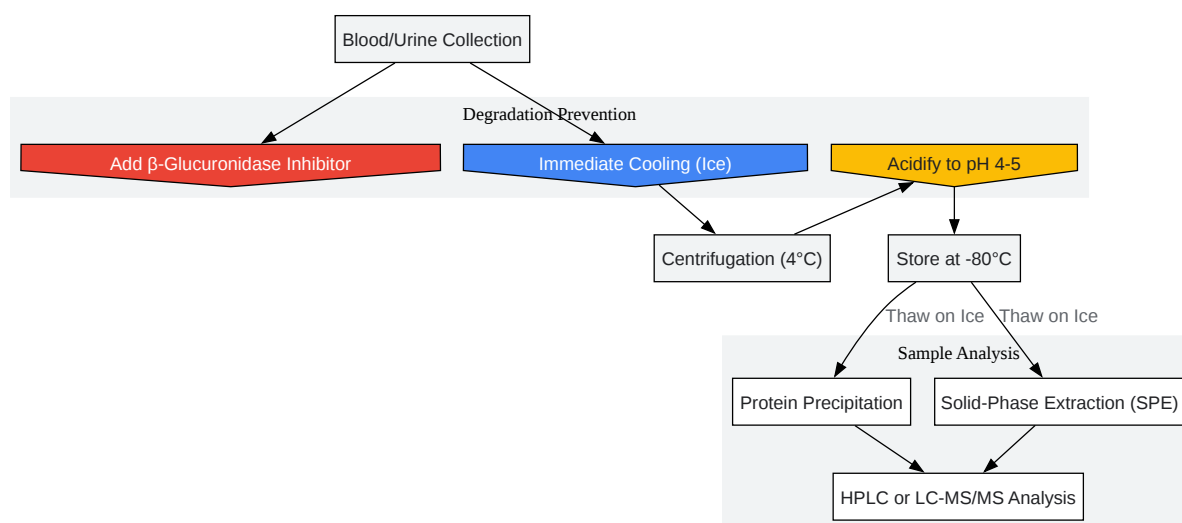 Blood/Urine Collection
Degradation Prevention
Add β-Glucuronidase Inhibitor
Immediate Cooling (Ice)
Acidify to pH 4-5
Centrifugation (4°C)
Store at -80°C
Thaw on Ice
Thaw on Ice
Sample Analysis
Protein Precipitation
Solid-Phase Extraction (SPE)
HPLC or LC-MS/MS Analysis